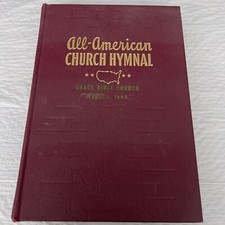 All-American
CHURCH HYMNAL
GRACE BIBLE CHURCH